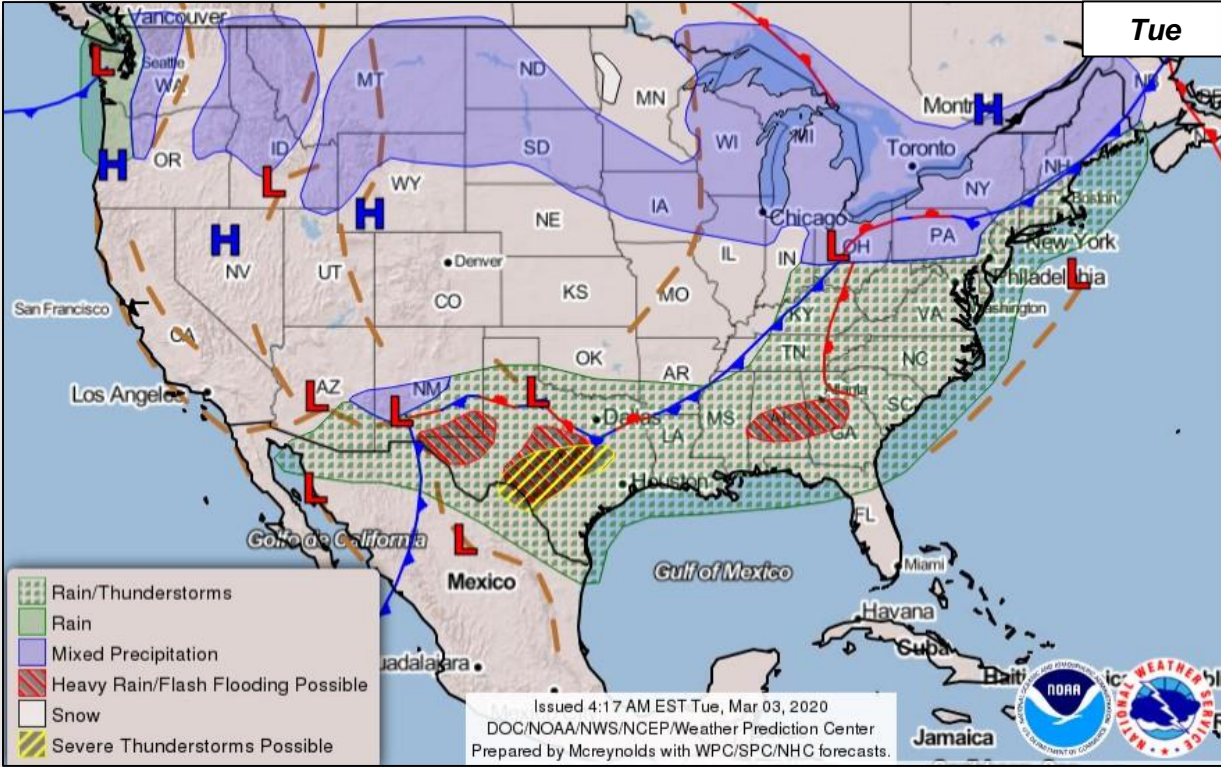 Tue
Vancouver
Seattle
WA
MT
ND
MN
Montr
OR
ID
SD
WI
MI
Toronto
NH
WY
IA
NY
Boston
NE
Chicago
PA
New York
NV
UT
Denver
IL
IN
OH
Philadelphia
San Francisco
CO
KS
MO
KY
VA
Washington
CA
OK
TN
NC
Los Angeles
AZ
NM
AR
Atlanta
SC
Dallas
MS
AL
GA
LA
Houston
FL
Golfo de California
Mexico
Gulf of Mexico
Miami
Havana
Cuba
uadalajara
Jamaica
H
H
H
H
L
L
L
L
L
L
L
L
L
Rain/Thunderstorms
Rain
Mixed Precipitation
Heavy Rain/Flash Flooding Possible
Snow
Severe Thunderstorms Possible
Issued 4:17 AM EST Tue, Mar 03, 2020
DOC/NOAA/NWS/NCEP/Weather Prediction Center
Prepared by Mcreynolds with WPC/SPC/NHC forecasts.
NOAA
NATIONAL WEATHER SERVICE